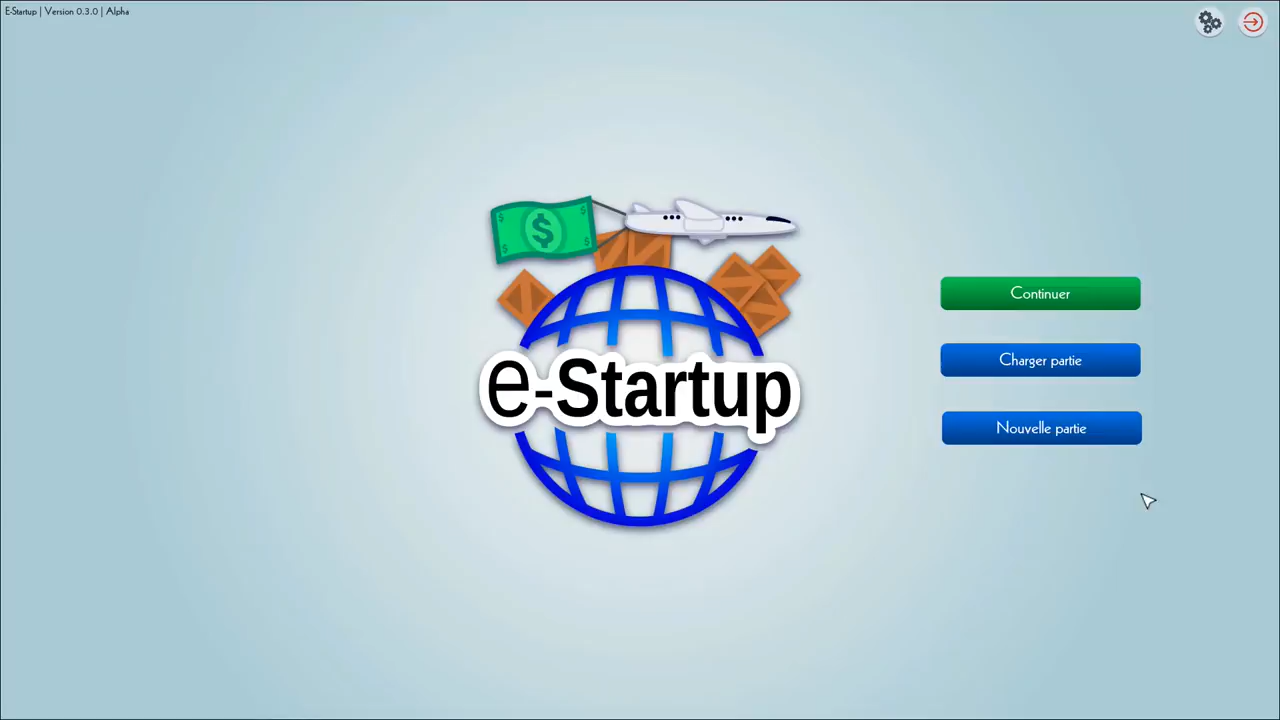 E-Startup | Version 0.3.0 | Alpha
$
e-Startup
Continuer
Charger partie
Nouvelle partie